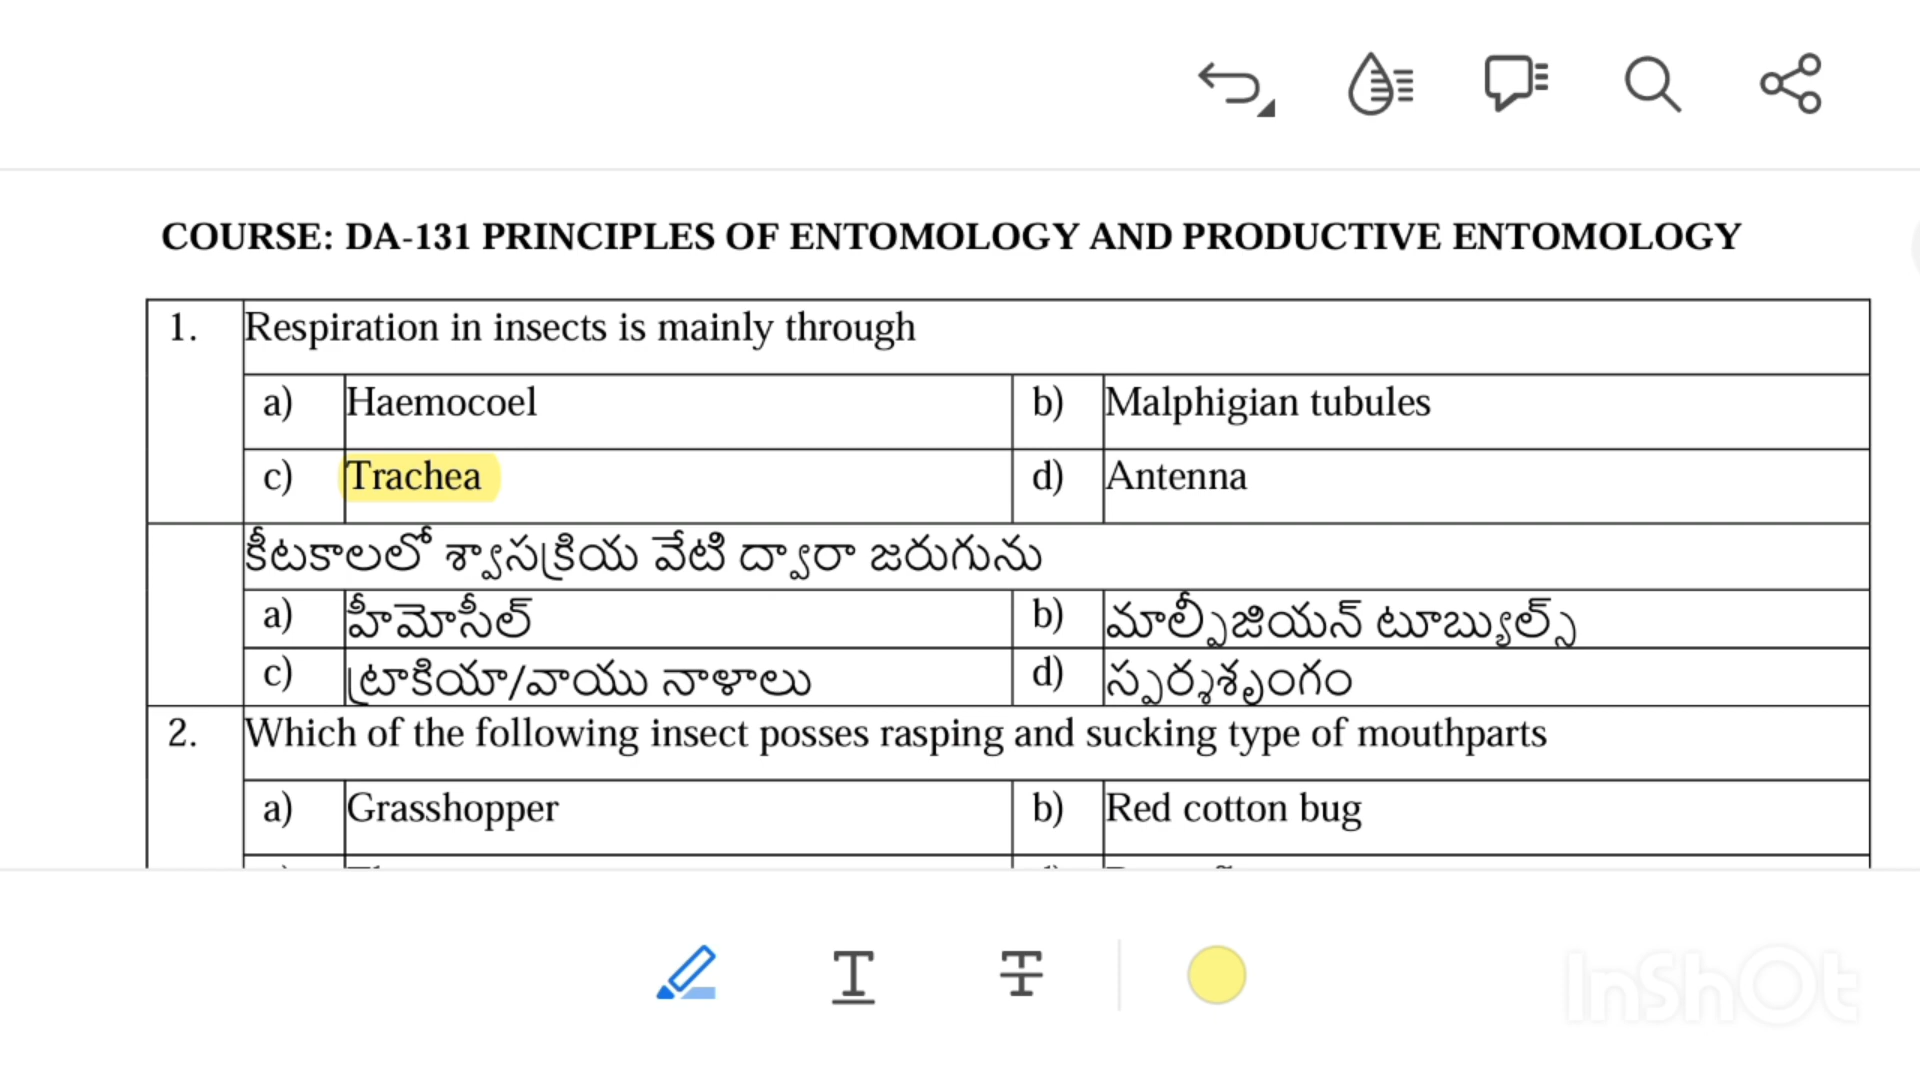 COURSE: DA-131 PRINCIPLES OF ENTOMOLOGY AND PRODUCTIVE ENTOMOLOGY
1. Respiration in insects is mainly through
a) Haemocoel b) Malphigian tubules
c) Trachea d) Antenna
కీటకాలలో శ్వాసక్రియ వేటి ద్వారా జరుగును
a) హీమోసీల్ b) మాల్ఫీజియన్ టూబ్యుల్స్
c) ట్రాకియా/వాయు నాళాలు d) స్పర్శశృంగం
2. Which of the following insect posses rasping and sucking type of mouthparts
a) Grasshopper b) Red cotton bug
InShOt